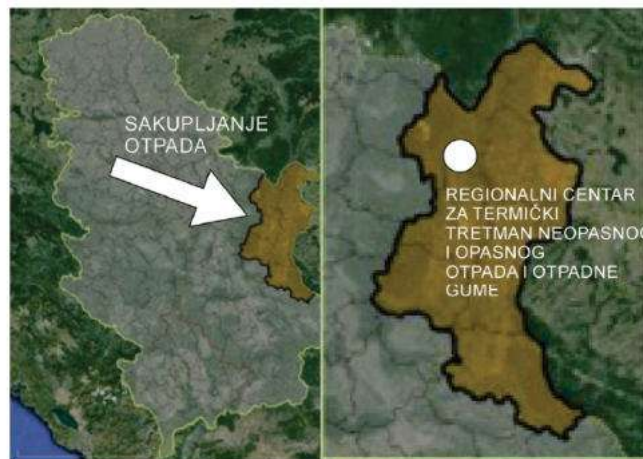 SAKUPLJANJE
OTPADA
REGIONALNI CENTAR
ZA TERMIČKI
TRETMAN NEOPASNOG
I OPASNOG
OTPADA I OTPADNE
GUME